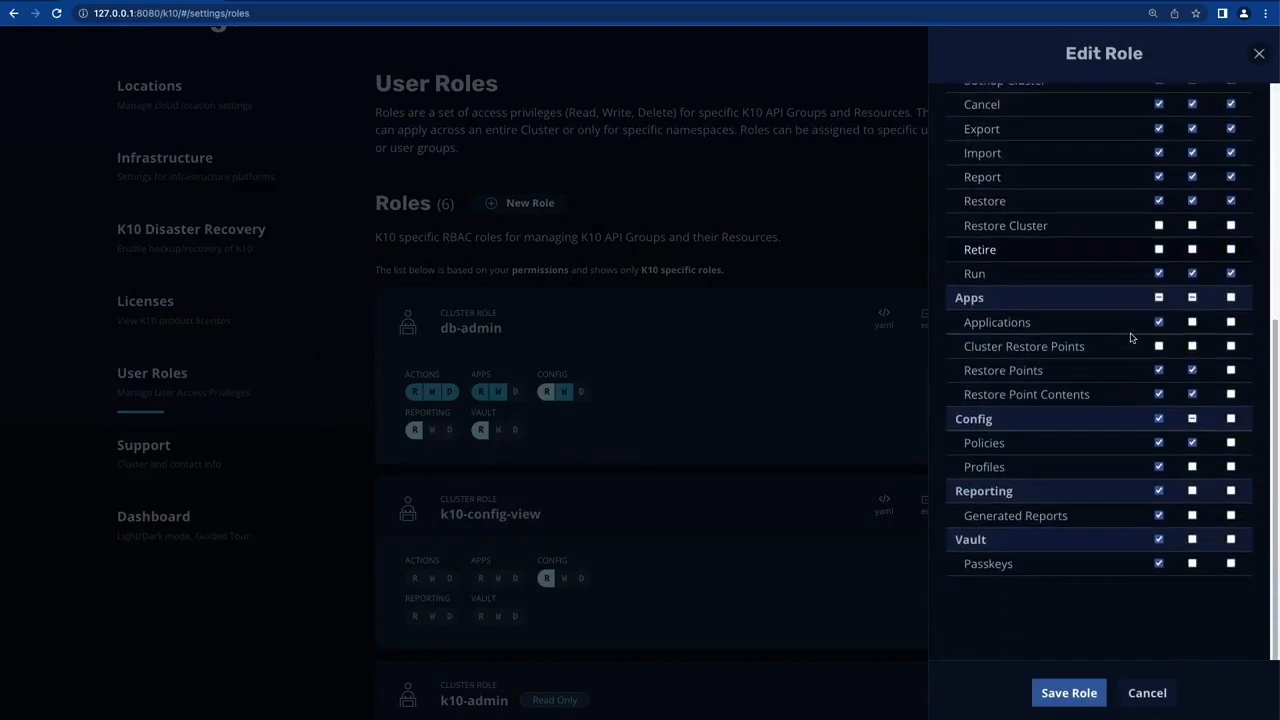 127.0.0.1:8080/k10/#/settings/roles
Locations
Manage cloud location settings
Infrastructure
Settings for infrastructure platforms
K10 Disaster Recovery
Enable backup/recovery of K10
Licenses
View K10 product licenses
User Roles
Manage User Access Privileges
Support
Cluster and contact info
Dashboard
Light/Dark mode, Guided Tour
User Roles
Roles are a set of access privileges (Read, Write, Delete) for specific K10 API Groups and Resources.
can apply across an entire Cluster or only for specific namespaces. Roles can be assigned to specific
or user groups.
Roles (6)
New Role
K10 specific RBAC roles for managing K10 API Groups and their Resources.
The list below is based on your permissions and shows only K10 specific roles.
CLUSTER ROLE
db-admin
yaml
ACTIONS APPS CONFIG
R W D R W D R W D
REPORTING VAULT
R W D R W D
CLUSTER ROLE
k10-config-view
yaml
ACTIONS APPS CONFIG
R W D R W D R W D
REPORTING VAULT
R W D R W D
CLUSTER ROLE
k10-admin Read Only
Edit Role
Backup Cluster
Cancel
Export
Import
Report
Restore
Restore Cluster
Retire
Run
Apps
Applications
Cluster Restore Points
Restore Points
Restore Point Contents
Config
Policies
Profiles
Reporting
Generated Reports
Vault
Passkeys
Save Role
Cancel